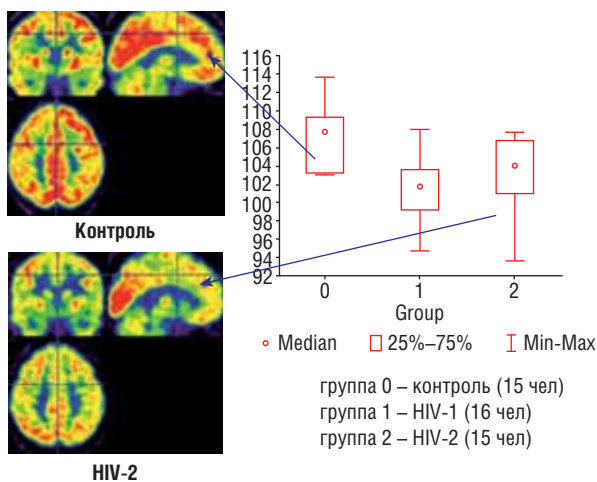 Контроль
HIV-2
116
114
112
110
108
106
104
102
100
98
96
94
92
0 1 2
Group
Median 25%–75% Min-Max
группа 0 – контроль (15 чел)
группа 1 – HIV-1 (16 чел)
группа 2 – HIV-2 (15 чел)